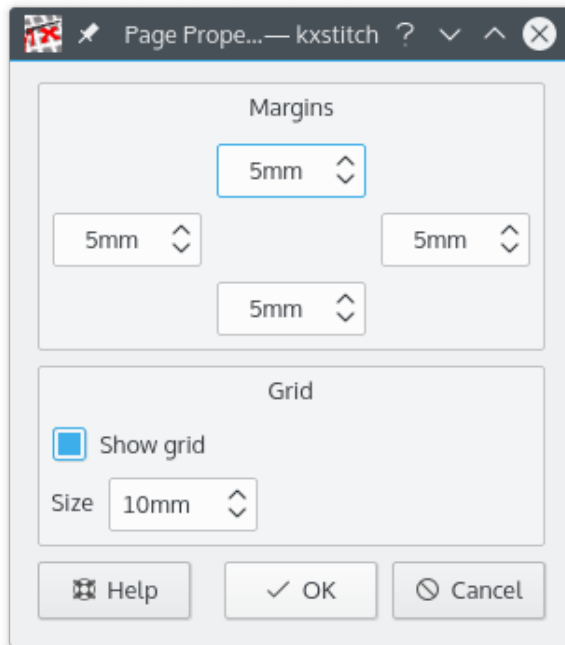 Page Prope...— kxstitch
Margins
5mm
5mm 5mm
5mm
Grid
Show grid
Size 10mm
Help OK Cancel